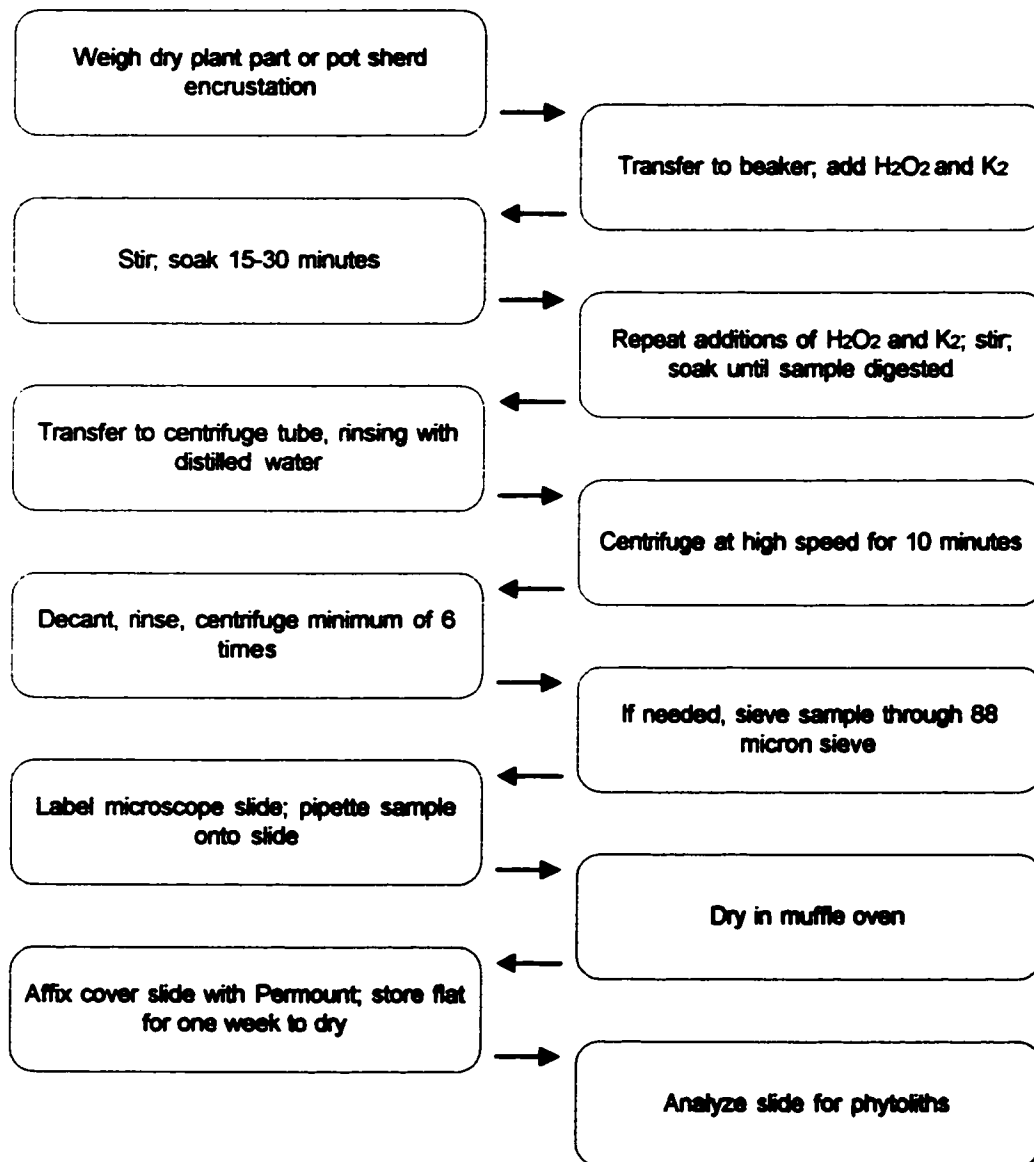 Weigh dry plant part or pot sherd
encrustation
Transfer to beaker; add H2O2 and K2
Stir; soak 15-30 minutes
Repeat additions of H2O2 and K2; stir;
soak until sample digested
Transfer to centrifuge tube, rinsing with
distilled water
Centrifuge at high speed for 10 minutes
Decant, rinse, centrifuge minimum of 6
times
If needed, sieve sample through 88
micron sieve
Label microscope slide; pipette sample
onto slide
Dry in muffle oven
Affix cover slide with Permount; store flat
for one week to dry
Analyze slide for phytoliths